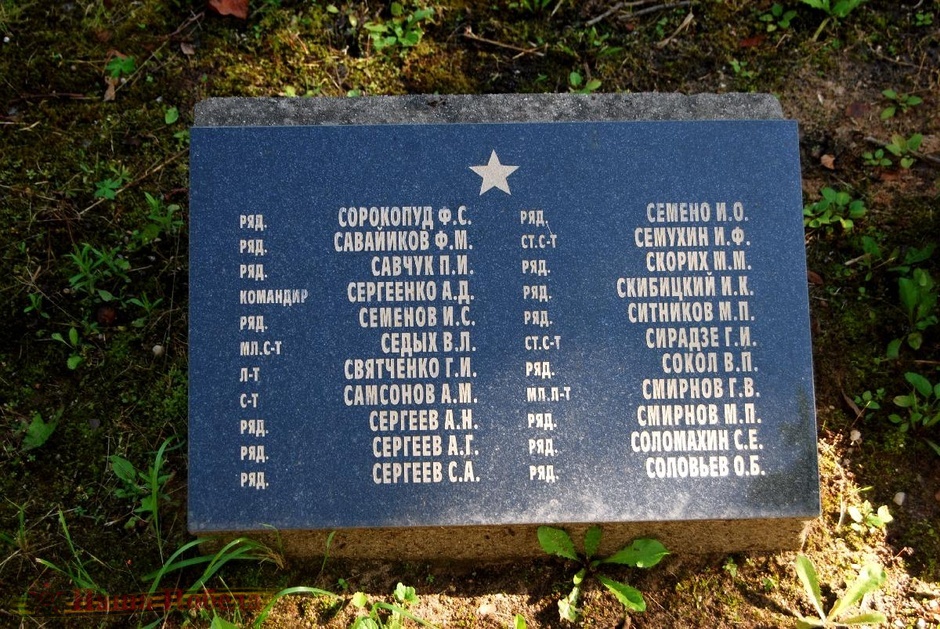 РЯД. СОРОКОПУД Ф.С.
РЯД. САВАЙИКОВ Ф.М.
РЯД. САВЧУК П.И.
КОМАНДИР СЕРГЕЕНКО А.Д.
РЯД. СЕМЕНОВ И.С.
МЛ.С-Т СЕДЫХ В.Л.
Л-Т СВЯТЧЕНКО Г.И.
С-Т САМСОНОВ А.М.
РЯД. СЕРГЕЕВ А.Н.
РЯД. СЕРГЕЕВ А.Г.
РЯД. СЕРГЕЕВ С.А.
РЯД. СЕМЕНО И.О.
СТ.С-Т СЕМУХИН И.Ф.
РЯД. СКОРИХ М.М.
РЯД. СКИБИЦКИЙ И.К.
РЯД. СИТНИКОВ М.П.
СТ.С-Т СИРАДЗЕ Г.И.
РЯД. СОКОЛ В.П.
МЛ.Л-Т СМИРНОВ Г.В.
РЯД. СМИРНОВ М.П.
РЯД. СОЛОМАХИН С.Е.
РЯД. СОЛОВЬЕВ О.Б.